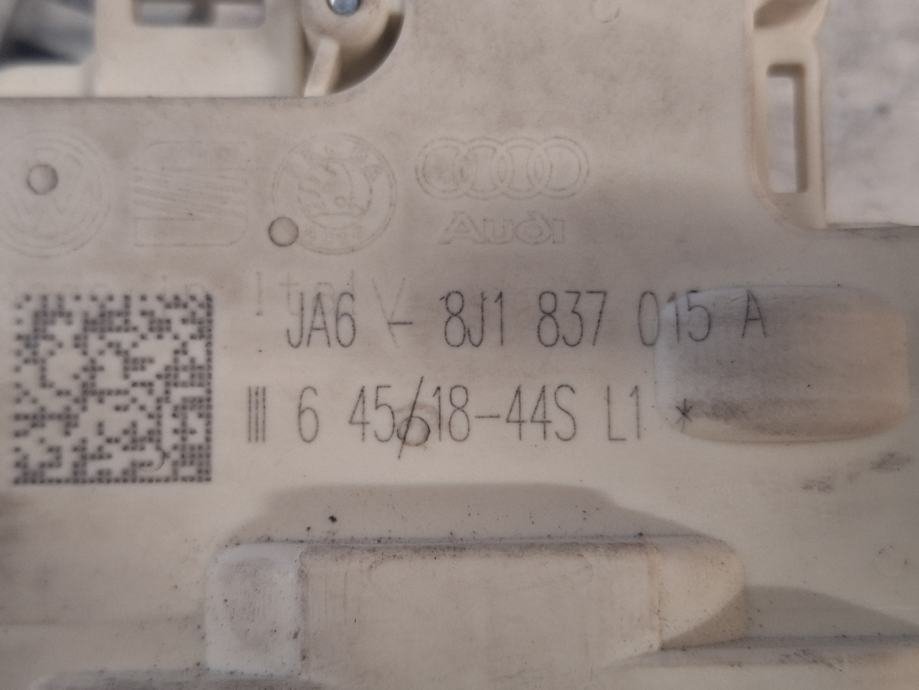 Audi
JA6 - 8J1 837 015 A
||| 6 45/18-44S L1 *